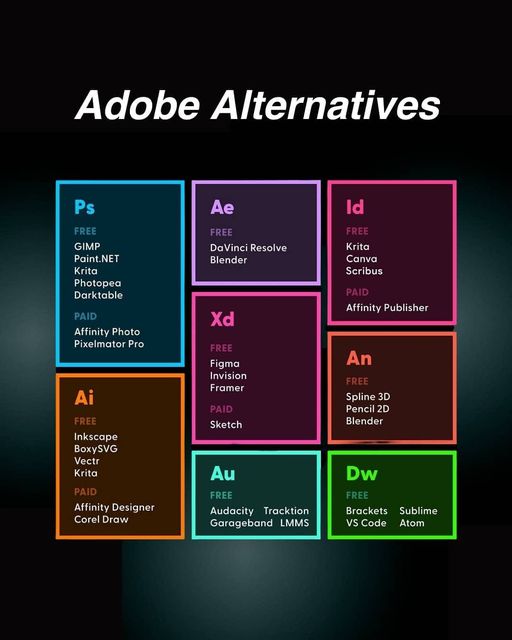 Adobe Alternatives
Ps
FREE
GIMP
Paint.NET
Krita
Photopea
Darktable
PAID
Affinity Photo
Pixelmator Pro
Ai
FREE
Inkscape
BoxySVG
Vectr
Krita
PAID
Affinity Designer
Corel Draw
Ae
FREE
DaVinci Resolve
Blender
Xd
FREE
Figma
Invision
Framer
PAID
Sketch
Au
FREE
Audacity Tracktion
Garageband LMMS
Id
FREE
Krita
Canva
Scribus
PAID
Affinity Publisher
An
FREE
Spline 3D
Pencil 2D
Blender
Dw
FREE
Brackets Sublime
VS Code Atom